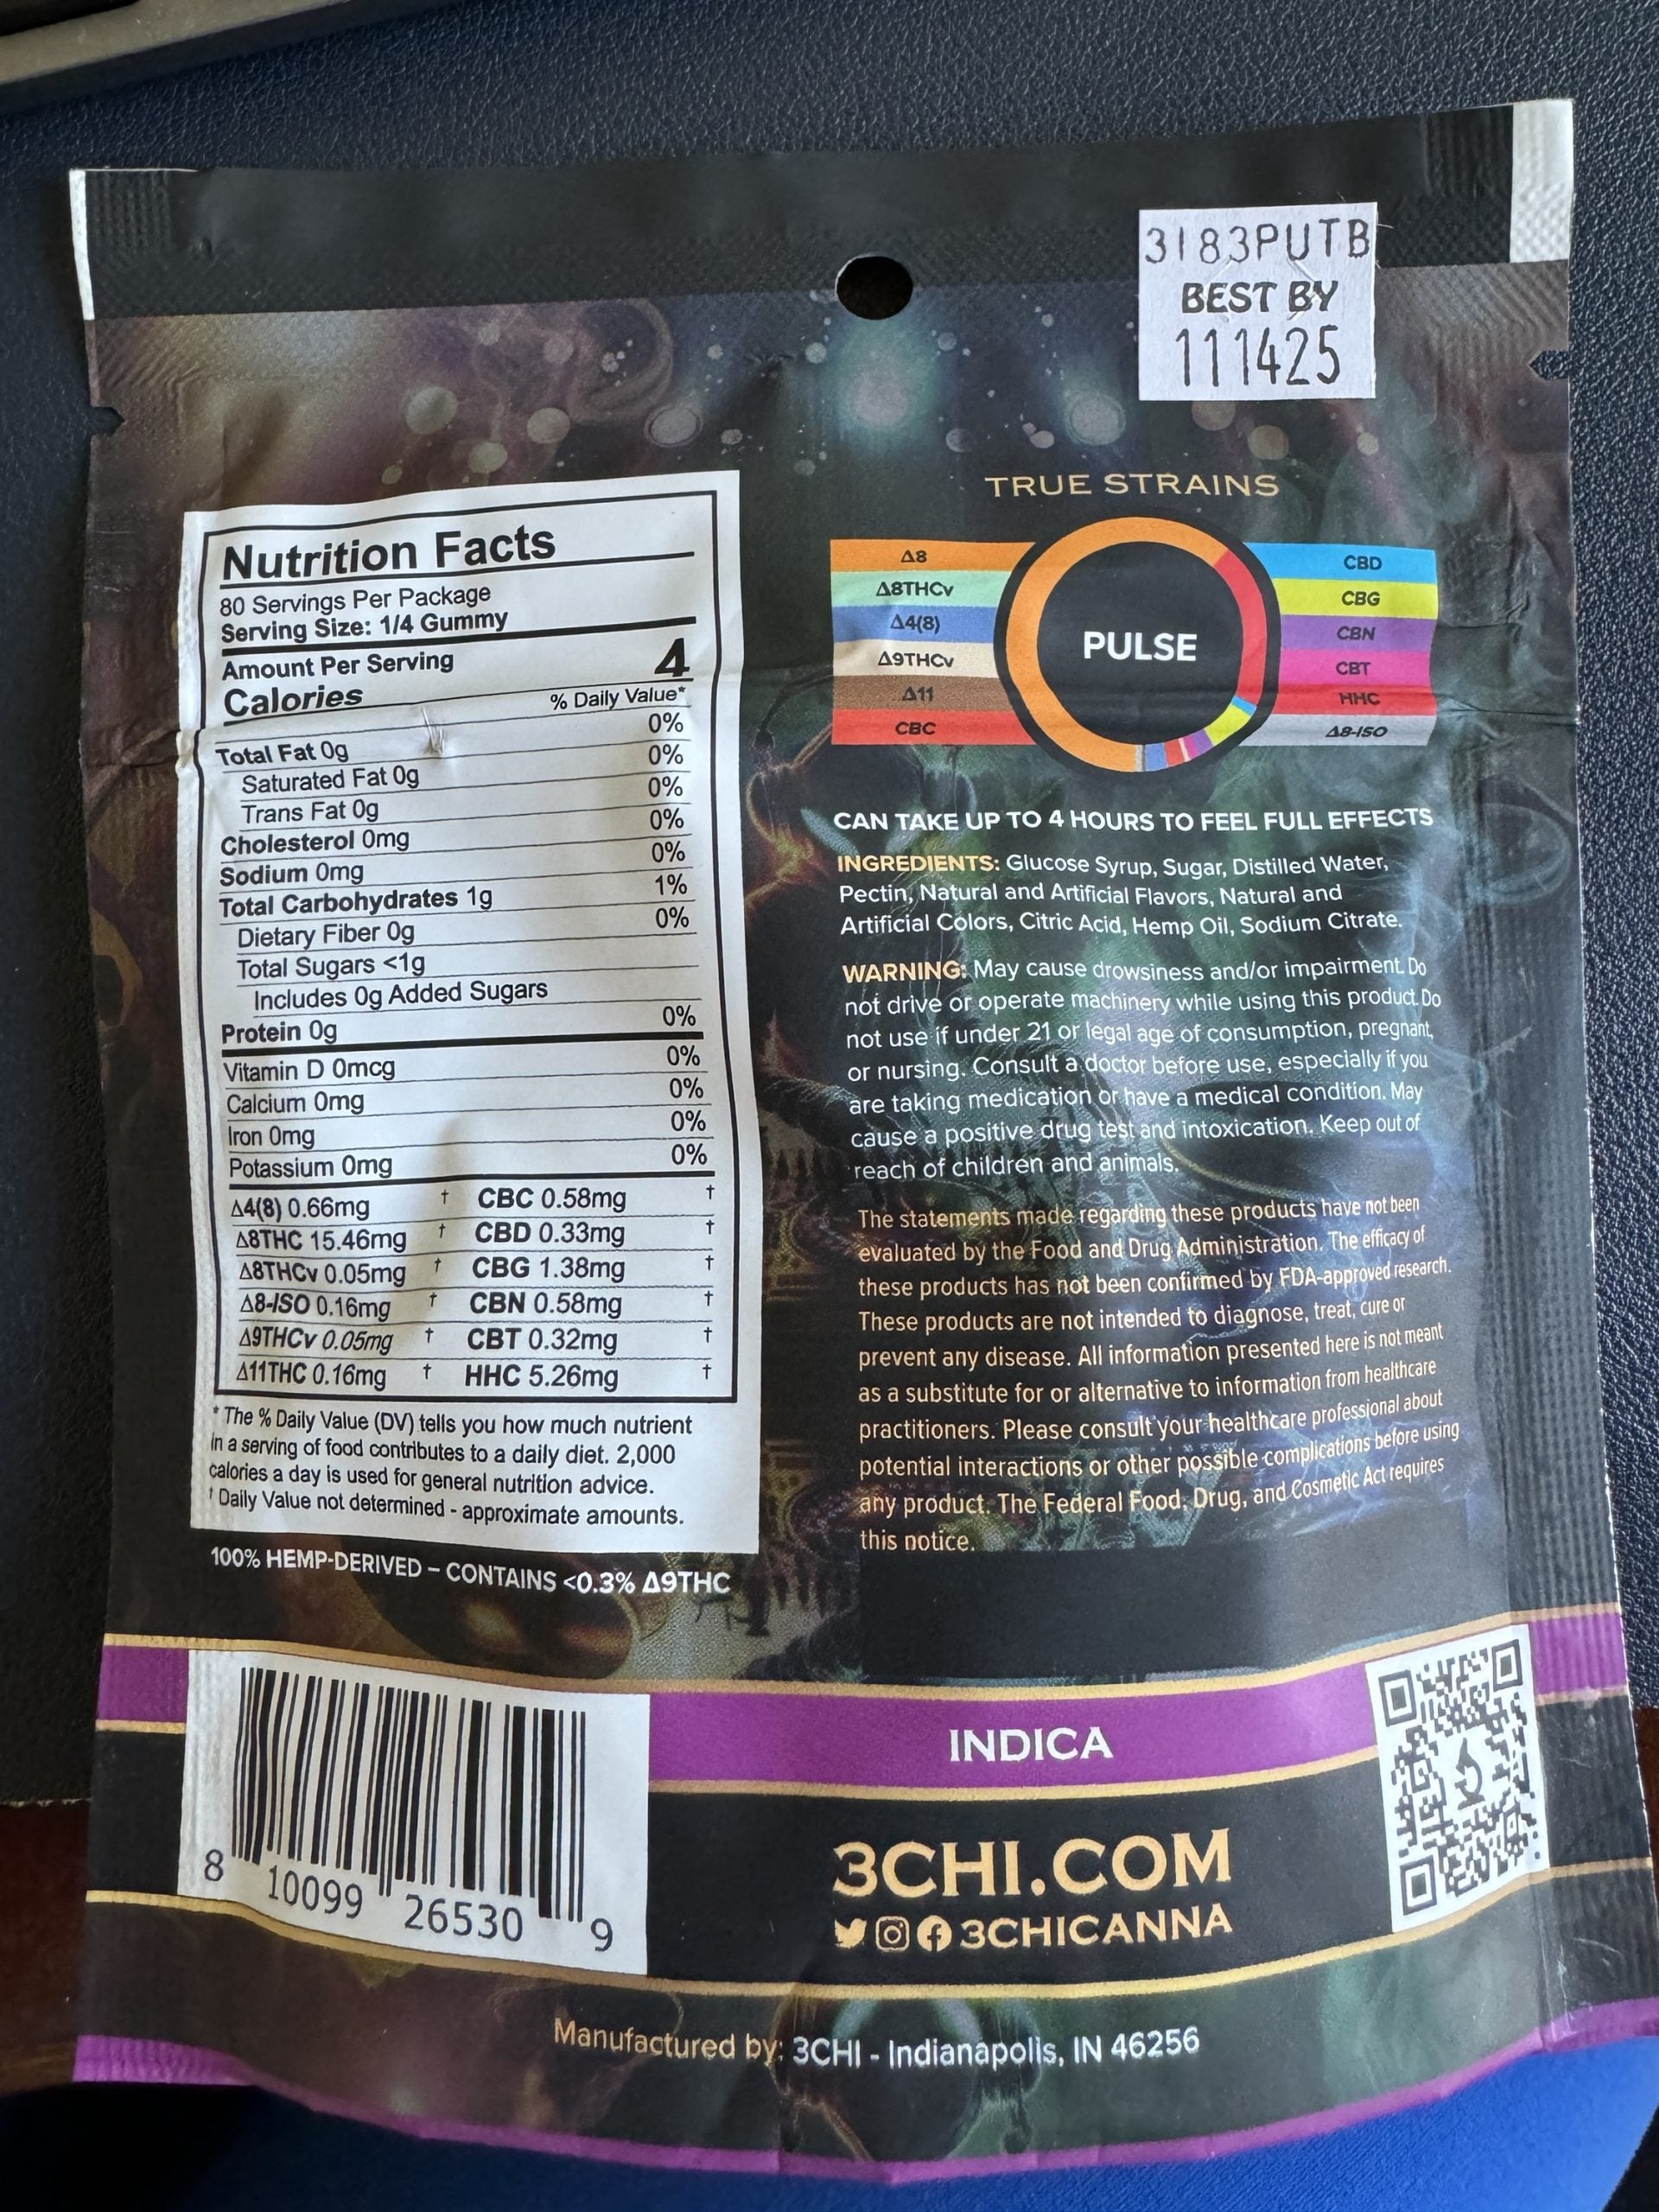 3183PUTB
BEST BY
111425
Nutrition Facts
80 Servings Per Package
Serving Size: 1/4 Gummy
Amount Per Serving
Calories 4
% Daily Value*
Total Fat 0g 0%
Saturated Fat 0g 0%
Trans Fat 0g 0%
Cholesterol 0mg 0%
Sodium 0mg 0%
Total Carbohydrates 1g 1%
Dietary Fiber 0g 0%
Total Sugars <1g
Includes 0g Added Sugars
Protein 0g 0%
Vitamin D 0mcg 0%
Calcium 0mg 0%
Iron 0mg 0%
Potassium 0mg 0%
Δ4(8) 0.66mg † CBC 0.58mg †
Δ8THC 15.46mg † CBD 0.33mg †
Δ8THCv 0.05mg † CBG 1.38mg †
Δ8-ISO 0.16mg † CBN 0.58mg †
Δ9THCv 0.05mg † CBT 0.32mg †
Δ11THC 0.16mg † HHC 5.26mg †
* The % Daily Value (DV) tells you how much nutrient
in a serving of food contributes to a daily diet. 2,000
calories a day is used for general nutrition advice.
† Daily Value not determined - approximate amounts.
100% HEMP-DERIVED – CONTAINS <0.3% Δ9THC
TRUE STRAINS
Δ8
Δ8THCv
Δ4(8)
Δ9THCv
Δ11
CBC
PULSE
CBD
CBG
CBN
CBT
HHC
Δ8-ISO
CAN TAKE UP TO 4 HOURS TO FEEL FULL EFFECTS
INGREDIENTS: Glucose Syrup, Sugar, Distilled Water,
Pectin, Natural and Artificial Flavors, Natural and
Artificial Colors, Citric Acid, Hemp Oil, Sodium Citrate.
WARNING: May cause drowsiness and/or impairment. Do
not drive or operate machinery while using this product. Do
not use if under 21 or legal age of consumption, pregnant,
or nursing. Consult a doctor before use, especially if you
are taking medication or have a medical condition. May
cause a positive drug test and intoxication. Keep out of
reach of children and animals.
The statements made regarding these products have not been
evaluated by the Food and Drug Administration. The efficacy of
these products has not been confirmed by FDA-approved research.
These products are not intended to diagnose, treat, cure or
prevent any disease. All information presented here is not meant
as a substitute for or alternative to information from healthcare
practitioners. Please consult your healthcare professional about
potential interactions or other possible complications before using
any product. The Federal Food, Drug, and Cosmetic Act requires
this notice.
8 10099 26530 9
INDICA
3CHI.COM
3CHICANNA
Manufactured by: 3CHI - Indianapolis, IN 46256